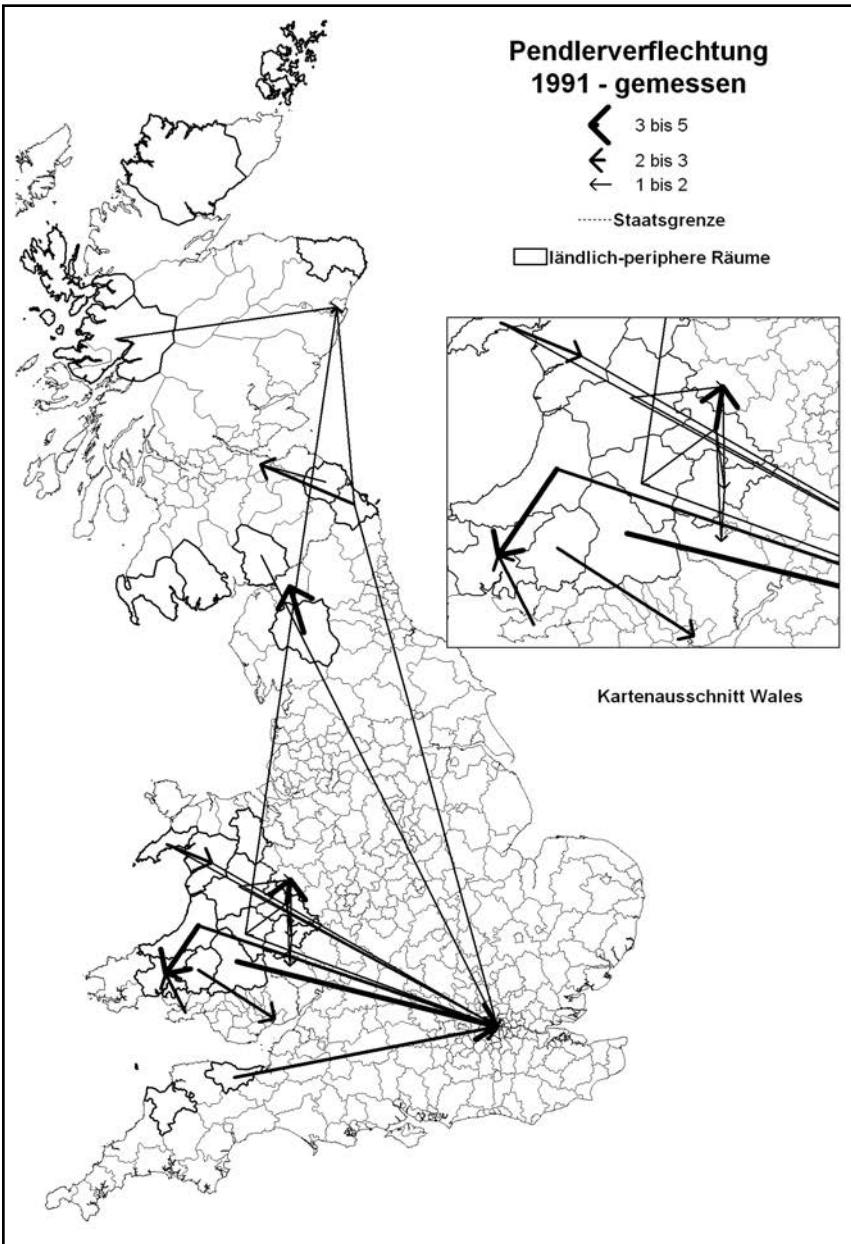 Pendlerverflechtung
1991 - gemessen
3 bis 5
2 bis 3
1 bis 2
Staatsgrenze
ländlich-periphere Räume
Kartenausschnitt Wales